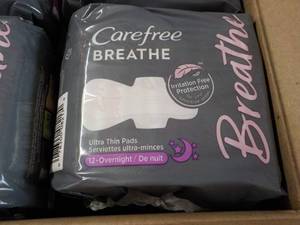 Carefree
BREATHE
Irritation Free
Protection
Ultra Thin Pads
Serviettes ultra-minces
12-Overnight / De nuit
Breathe